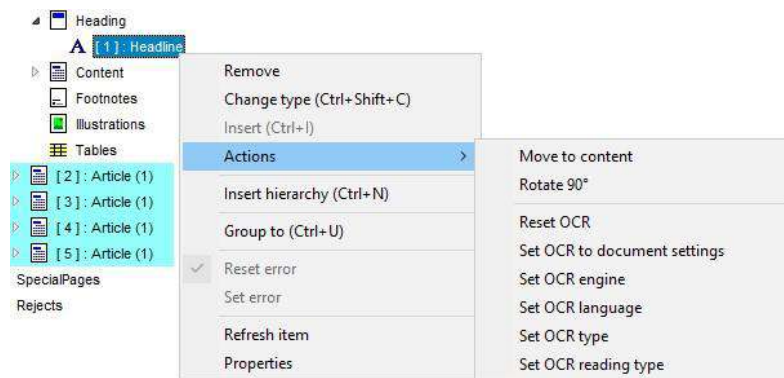 Heading
A [ 1 ] : Headline
Content
Footnotes
Illustrations
Tables
[ 2 ] : Article (1)
[ 3 ] : Article (1)
[ 4 ] : Article (1)
[ 5 ] : Article (1)
SpecialPages
Rejects
Remove
Change type (Ctrl+Shift+C)
Insert (Ctrl+I)
Actions
Insert hierarchy (Ctrl+N)
Group to (Ctrl+U)
Reset error
Set error
Refresh item
Properties
Move to content
Rotate 90°
Reset OCR
Set OCR to document settings
Set OCR engine
Set OCR language
Set OCR type
Set OCR reading type